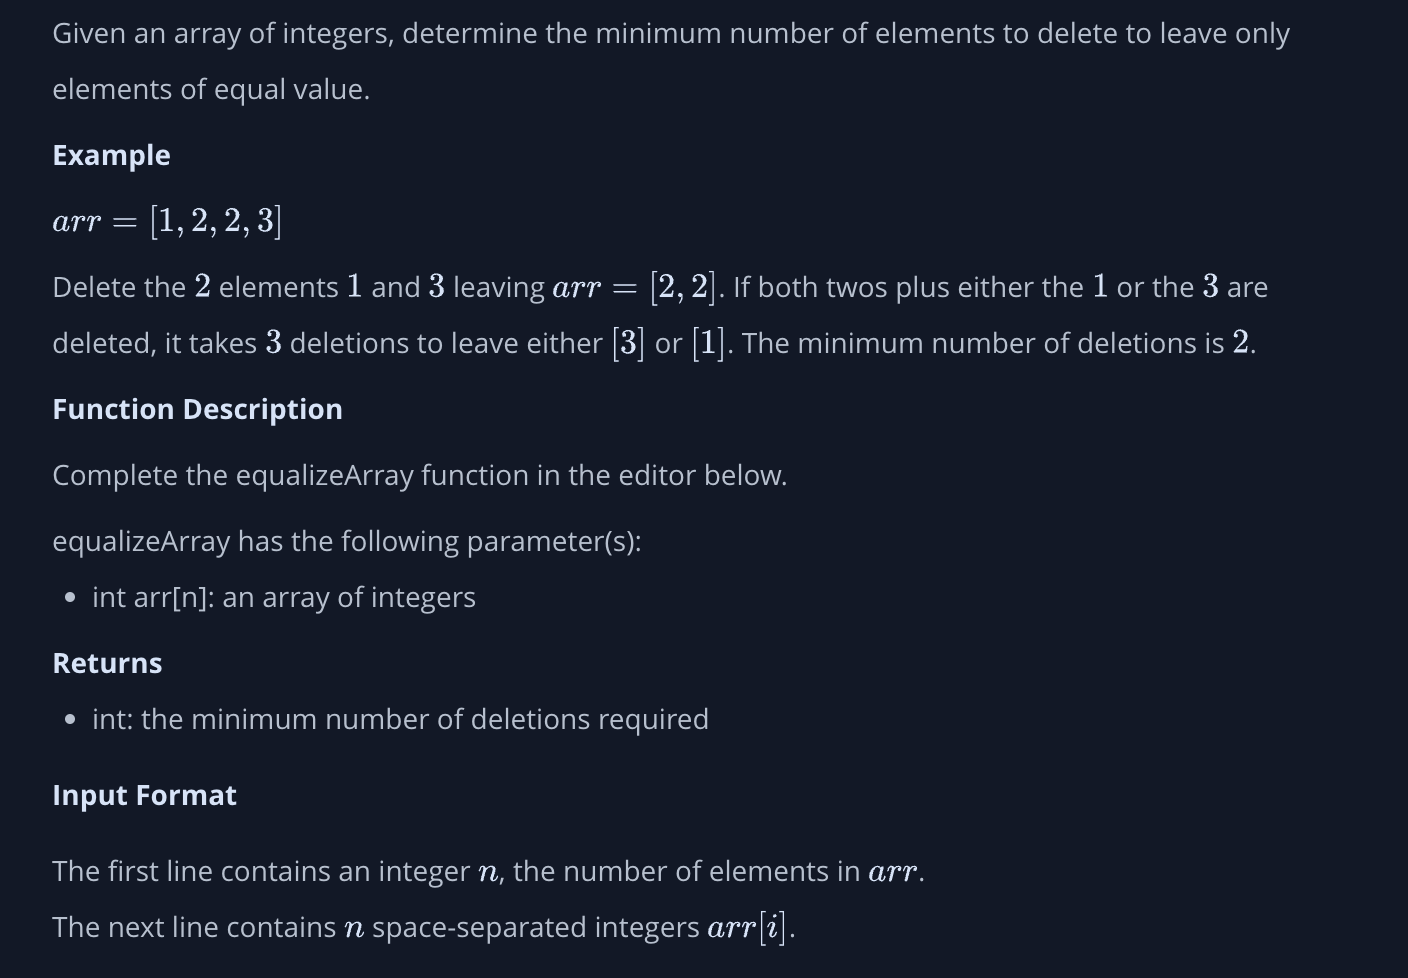 Given an array of integers, determine the minimum number of elements to delete to leave only
elements of equal value.
Example
arr = [1, 2, 2, 3]
Delete the 2 elements 1 and 3 leaving arr = [2, 2]. If both twos plus either the 1 or the 3 are
deleted, it takes 3 deletions to leave either [3] or [1]. The minimum number of deletions is 2.
Function Description
Complete the equalizeArray function in the editor below.
equalizeArray has the following parameter(s):
• int arr[n]: an array of integers
Returns
• int: the minimum number of deletions required
Input Format
The first line contains an integer n, the number of elements in arr.
The next line contains n space-separated integers arr[i].